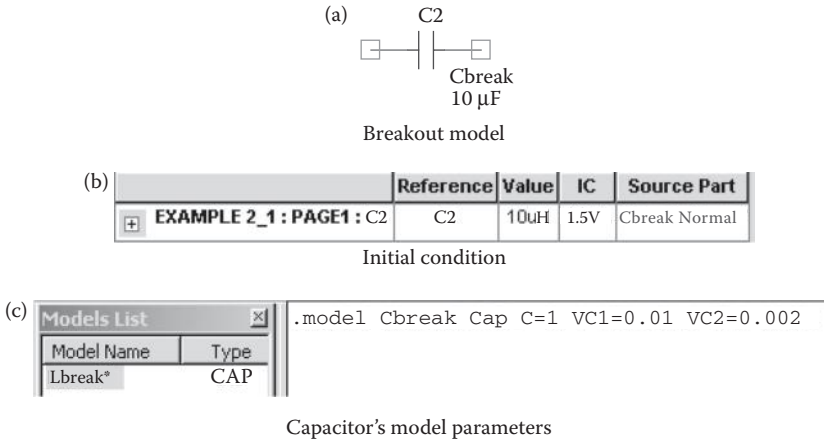 (a) C2
Cbreak
10 µF
Breakout model
(b) Reference Value IC Source Part
+ EXAMPLE 2_1 : PAGE1 : C2 C2 10uH 1.5V Cbreak Normal
Initial condition
(c) Models List x .model Cbreak Cap C=1 VC1=0.01 VC2=0.002
Model Name Type
Lbreak* CAP
Capacitor's model parameters